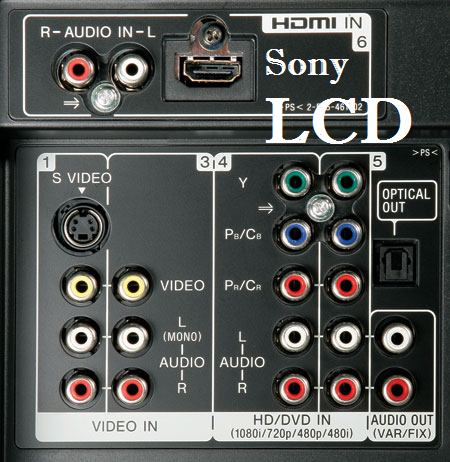 HDMI IN
R-AUDIO IN-L
6
Sony
LCD
1
3
4
5
>PS<
S VIDEO
Y
OPTICAL
OUT
PB/CB
VIDEO
PR/CR
L
(MONO)
AUDIO
R
L
AUDIO
R
VIDEO IN
HD/DVD IN
(1080i/720p/480p/480i)
AUDIO OUT
(VAR/FIX)